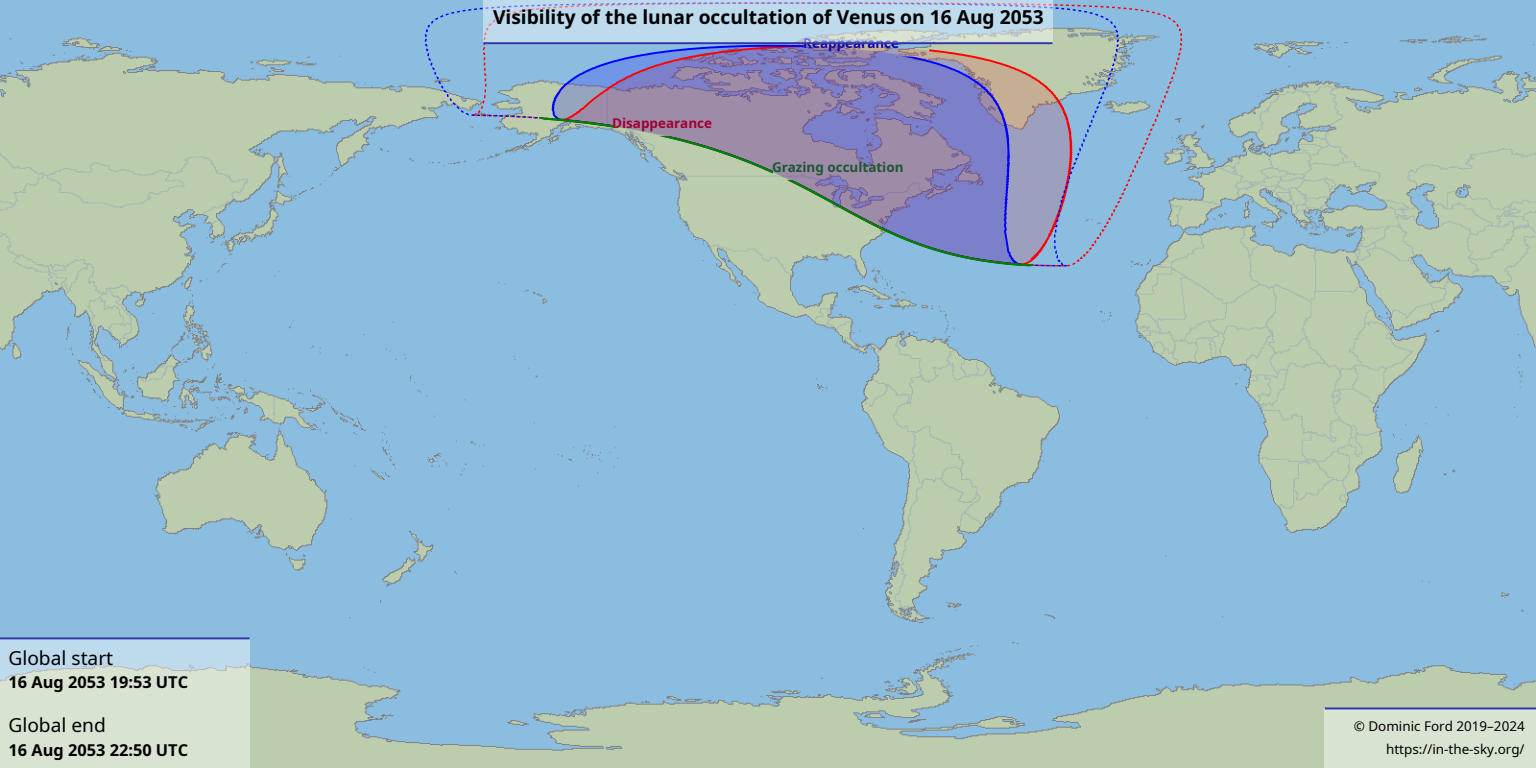 Visibility of the lunar occultation of Venus on 16 Aug 2053
Reappearance
Disappearance
Grazing occultation
Global start
16 Aug 2053 19:53 UTC
Global end
16 Aug 2053 22:50 UTC
© Dominic Ford 2019–2024
https://in-the-sky.org/